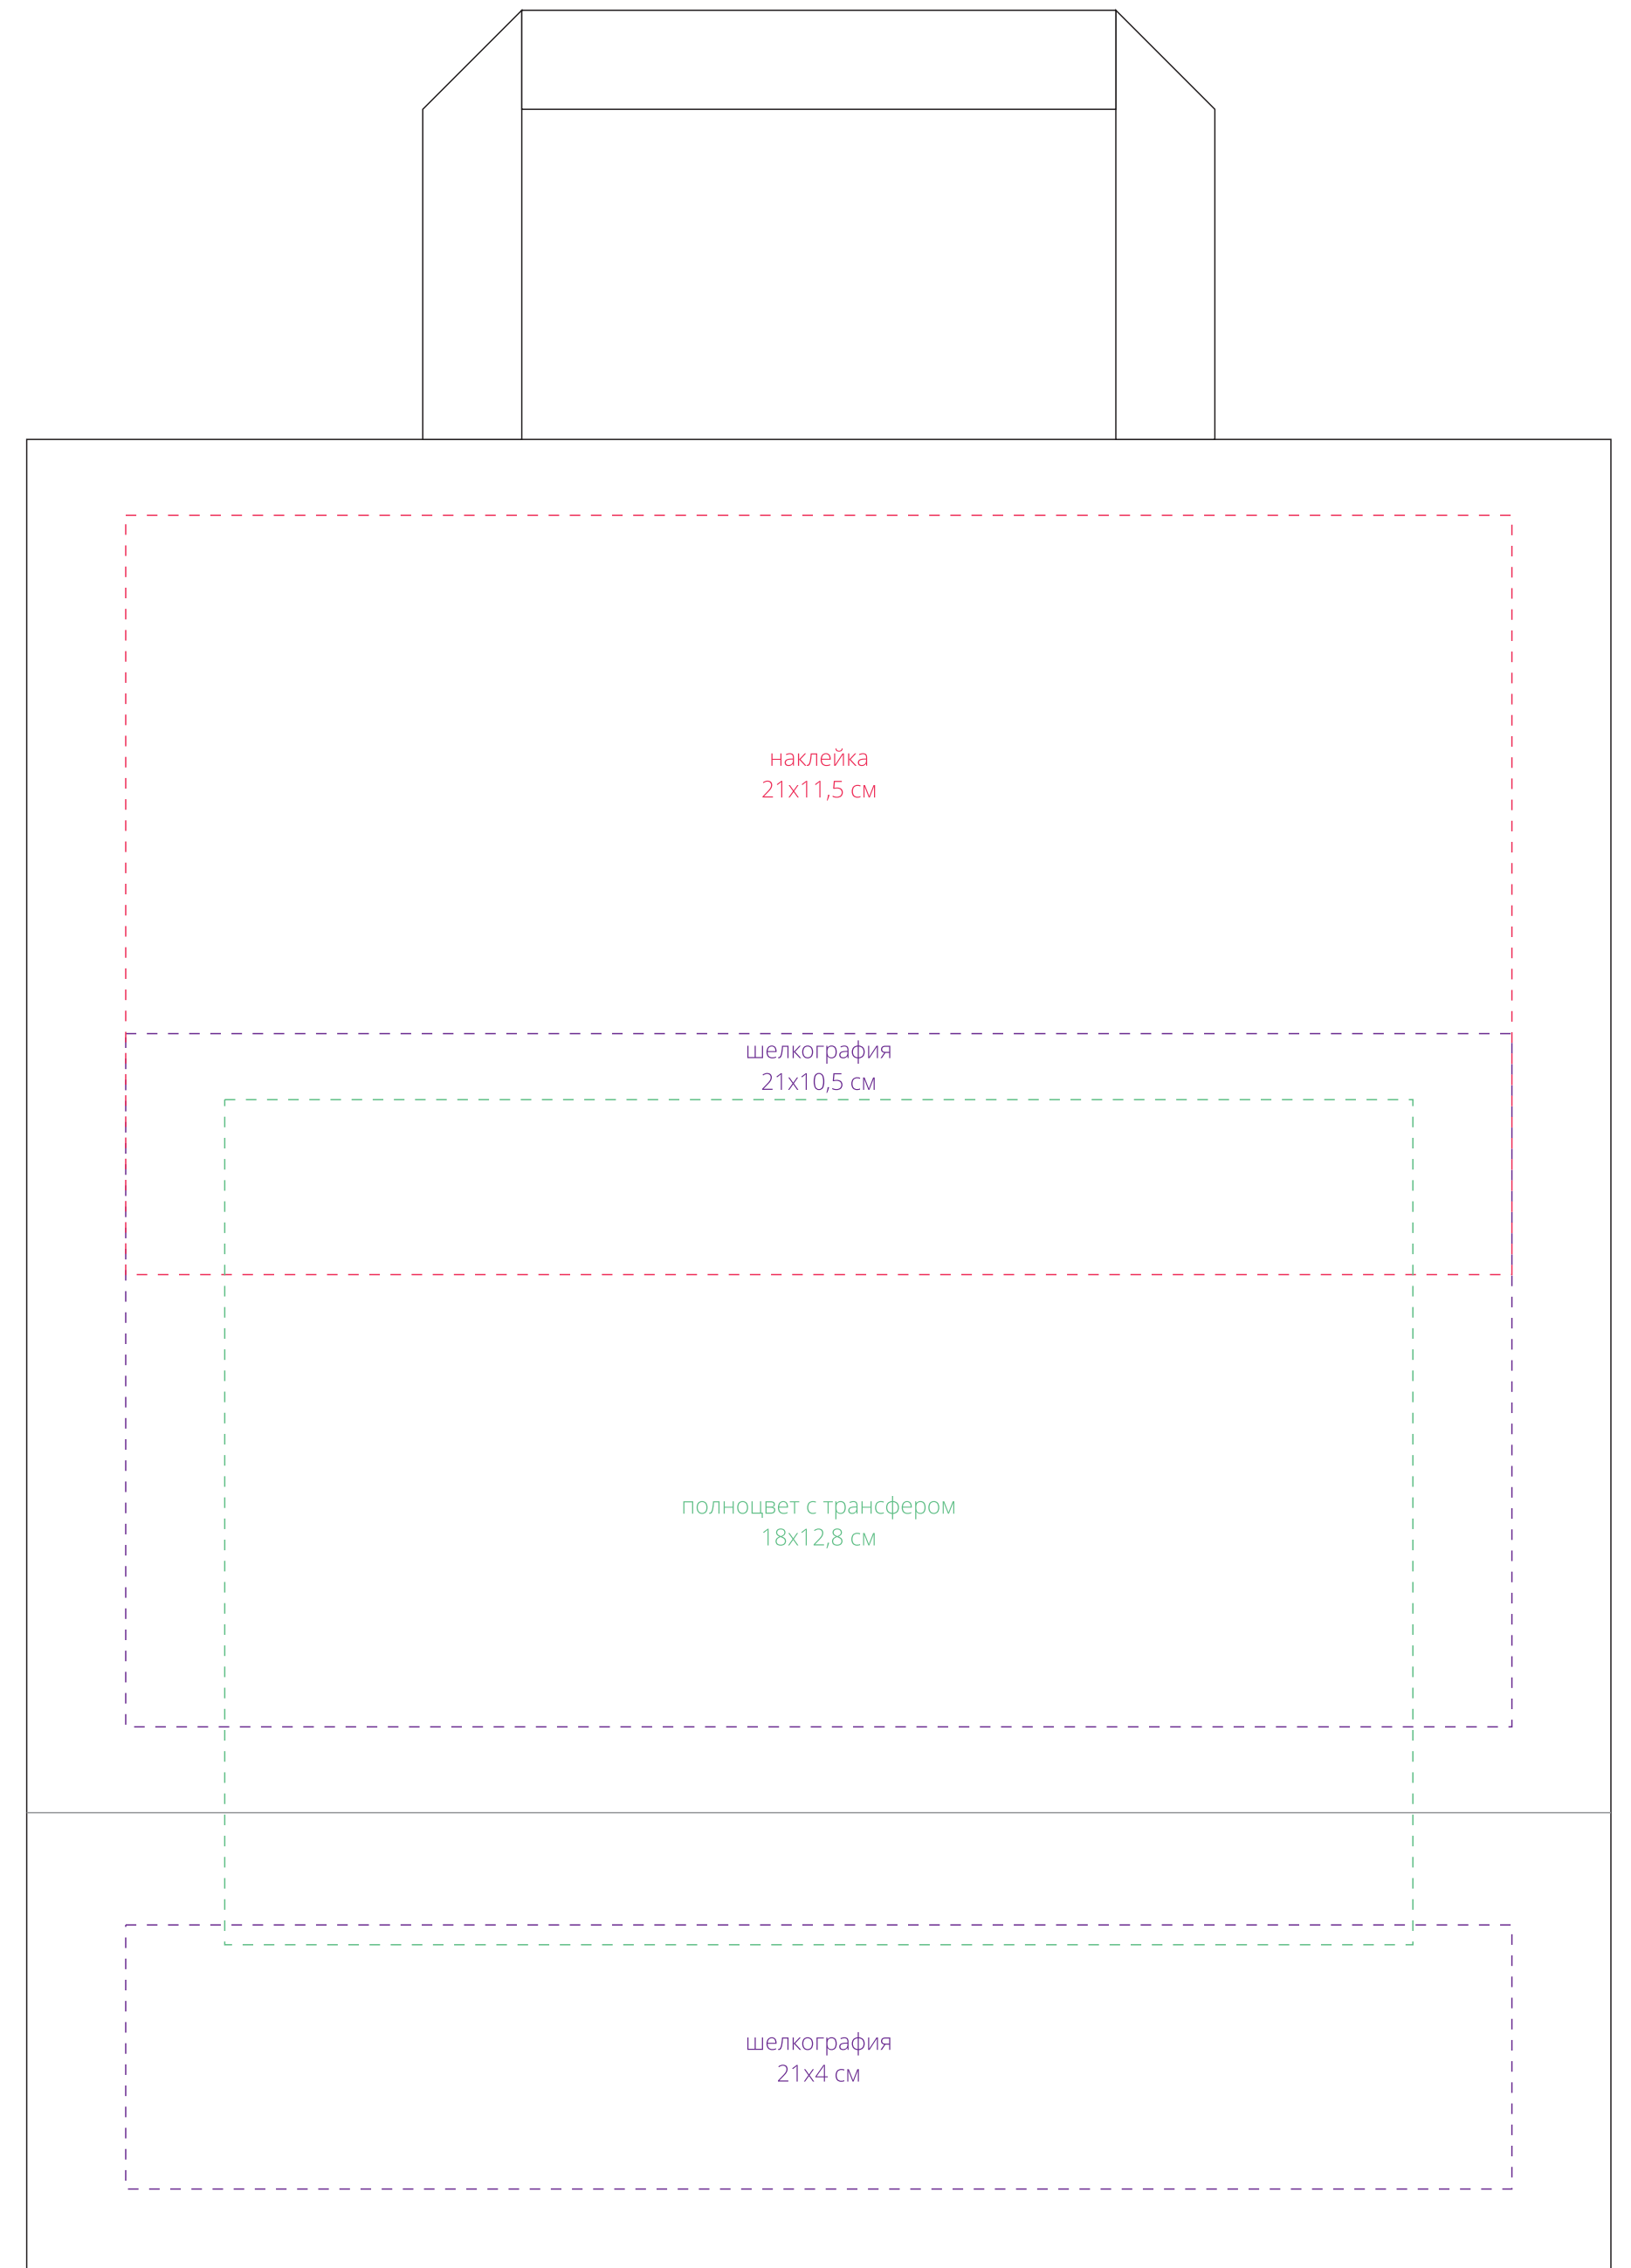 наклейка
21х11,5 см
шелкография
21х10,5 см
полноцвет с трансфером
18х12,8 см
шелкография
21х4 см